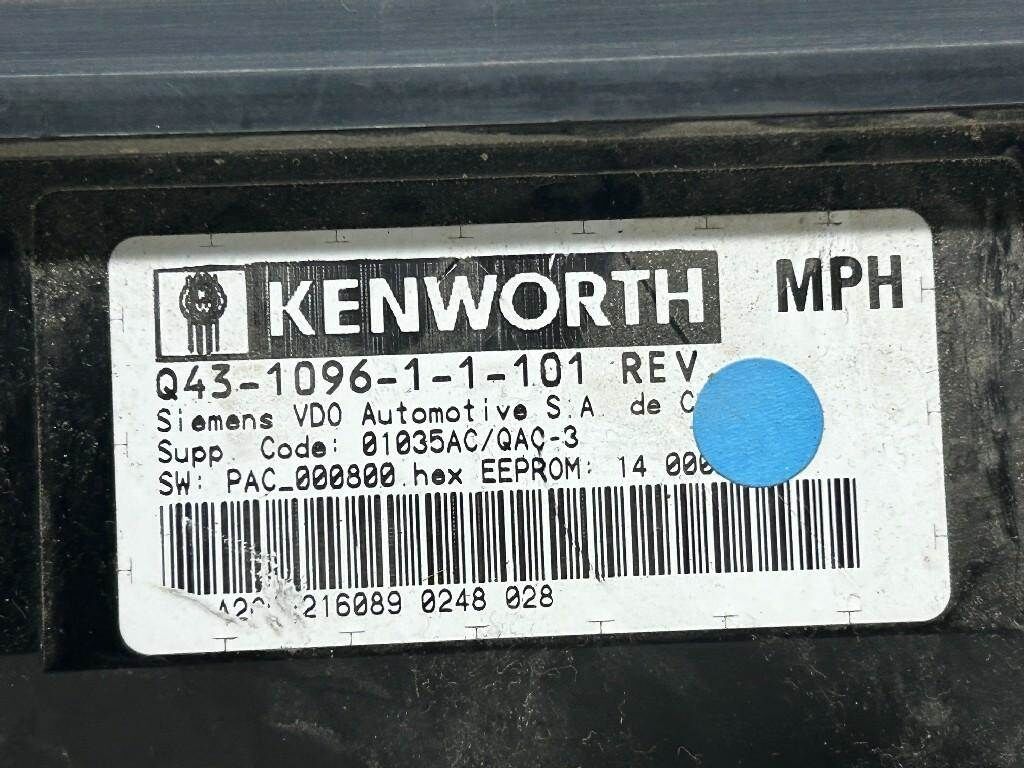 KENWORTH MPH
Q43-1096-1-1-101 REV.
Siemens VDO Automotive S.A. de C
Supp. Code: 01035AC/QAC-3
SW: PAC_000800.hex EEPROM: 14 000
216089 0248 028